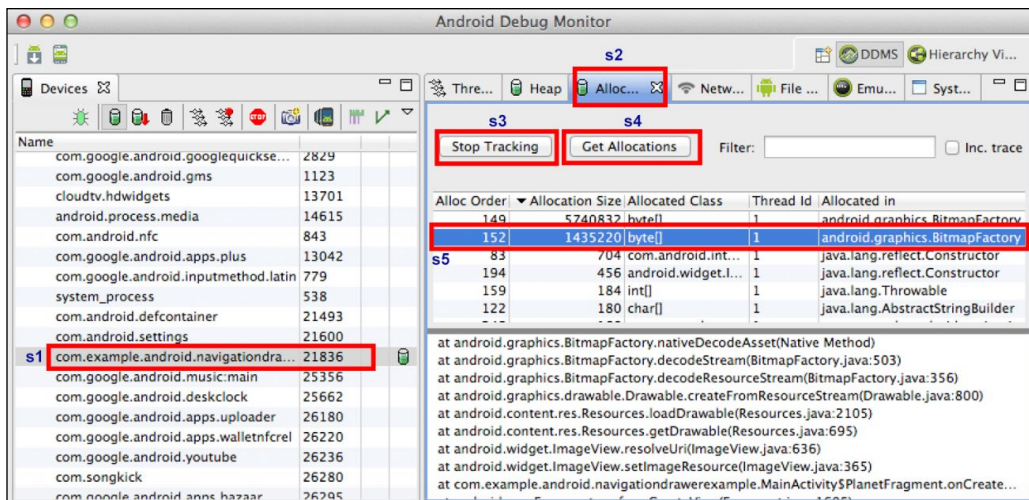 Android Debug Monitor
s2
DDMS Hierarchy Vi...
Devices
Thre... Heap Alloc... Netw... File ... Emu... Syst...
s3 s4
Stop Tracking Get Allocations Filter: Inc. trace
Name
com.google.android.googlequickse... 2829
com.google.android.gms 1123
cloudtv.hdwidgets 13701
android.process.media 14615
com.android.nfc 843
com.google.android.apps.plus 13042
com.google.android.inputmethod.latin 779
system_process 538
com.android.defcontainer 21493
com.android.settings 21600
s1 com.example.android.navigationdra... 21836
com.google.android.music:main 25356
com.google.android.deskclock 25662
com.google.android.apps.uploader 26180
com.google.android.apps.walletnfcrel 26220
com.google.android.youtube 26236
com.songkick 26280
com.google.android.apps.bazaar 26295
Alloc Order Allocation Size Allocated Class Thread Id Allocated in
149 5740832 byte[] 1 android.graphics.BitmapFactory
152 1435220 byte[] 1 android.graphics.BitmapFactory
s5 83 704 com.android.int... 1 java.lang.reflect.Constructor
194 456 android.widget.I... 1 java.lang.reflect.Constructor
159 184 int[] 1 java.lang.Throwable
122 180 char[] 1 java.lang.AbstractStringBuilder
at android.graphics.BitmapFactory.nativeDecodeAsset(Native Method)
at android.graphics.BitmapFactory.decodeStream(BitmapFactory.java:503)
at android.graphics.BitmapFactory.decodeResourceStream(BitmapFactory.java:356)
at android.graphics.drawable.Drawable.createFromResourceStream(Drawable.java:800)
at android.content.res.Resources.loadDrawable(Resources.java:2105)
at android.content.res.Resources.getDrawable(Resources.java:695)
at android.widget.ImageView.resolveUri(ImageView.java:636)
at android.widget.ImageView.setImageResource(ImageView.java:365)
at com.example.android.navigationdrawerexample.MainActivity$PlanetFragment.onCreate...